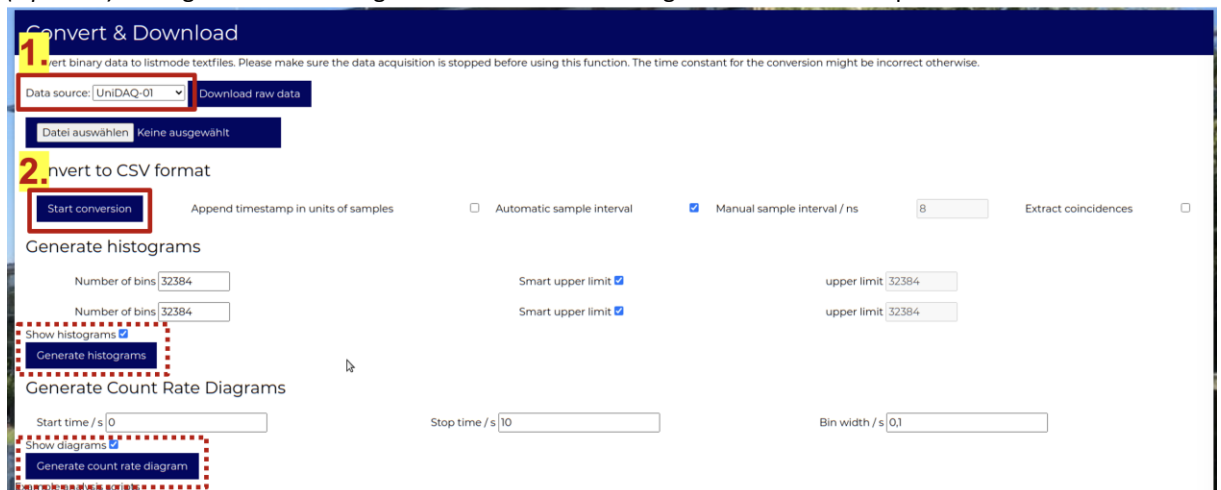 Convert & Download
1.
vert binary data to listmode textfiles. Please make sure the data acquisition is stopped before using this function. The time constant for the conversion might be incorrect otherwise.
Data source: UniDAQ-01 Download raw data
Datei auswählen Keine ausgewählt
2. nvert to CSV format
Start conversion Append timestamp in units of samples Automatic sample interval Manual sample interval / ns 8 Extract coincidences
Generate histograms
Number of bins 32384 Smart upper limit upper limit 32384
Number of bins 32384 Smart upper limit upper limit 32384
Show histograms
Generate histograms
Generate Count Rate Diagrams
Start time / s 0 Stop time / s 10 Bin width / s 0,1
Show diagrams
Generate count rate diagram
Example analysis scripts